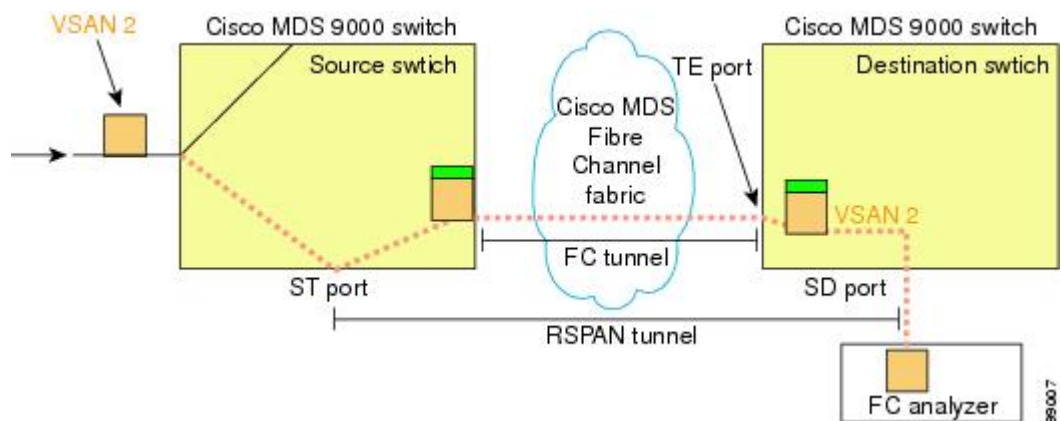 VSAN 2
Cisco MDS 9000 switch
Source swtich
Cisco MDS
Fibre
Channel
fabric
TE port
Cisco MDS 9000 switch
Destination swtich
VSAN 2
FC tunnel
ST port
SD port
RSPAN tunnel
FC analyzer
99007